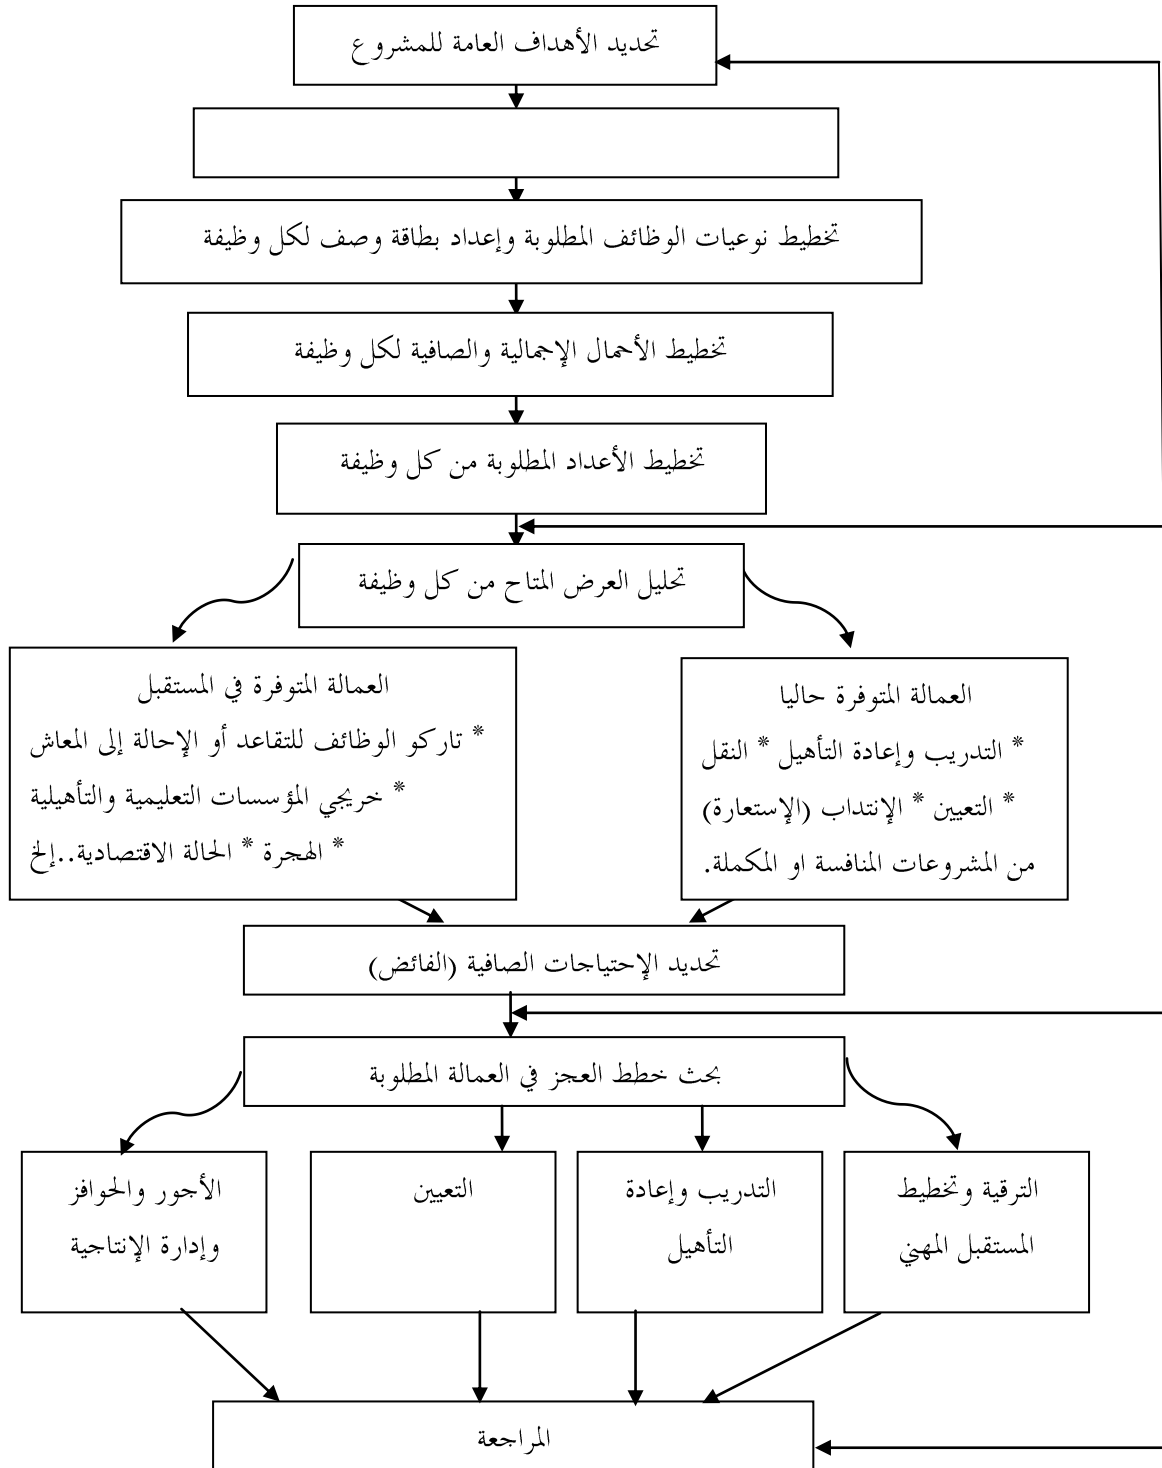 تحديد الأهداف العامة للمشروع
تخطيط نوعيات الوظائف المطلوبة وإعداد بطاقة وصف لكل وظيفة
تخطيط الأحمال الإجمالية والصافية لكل وظيفة
تخطيط الأعداد المطلوبة من كل وظيفة
تحليل العرض المتاح من كل وظيفة
العمالة المتوفرة حاليا
* التدريب وإعادة التأهيل * النقل
* التعيين * الإنتداب (الإستعارة)
من المشروعات المنافسة او المكملة.
العمالة المتوفرة في المستقبل
* تاركو الوظائف للتقاعد أو الإحالة إلى المعاش
* خريجي المؤسسات التعليمية والتأهيلية
* الهجرة * الحالة الاقتصادية..إلخ
تحديد الإحتياجات الصافية (الفائض)
بحث خطط العجز في العمالة المطلوبة
الترقية وتخطيط
المستقبل المهني
التدريب وإعادة
التأهيل
التعيين
الأجور والحوافز
وإدارة الإنتاجية
المراجعة